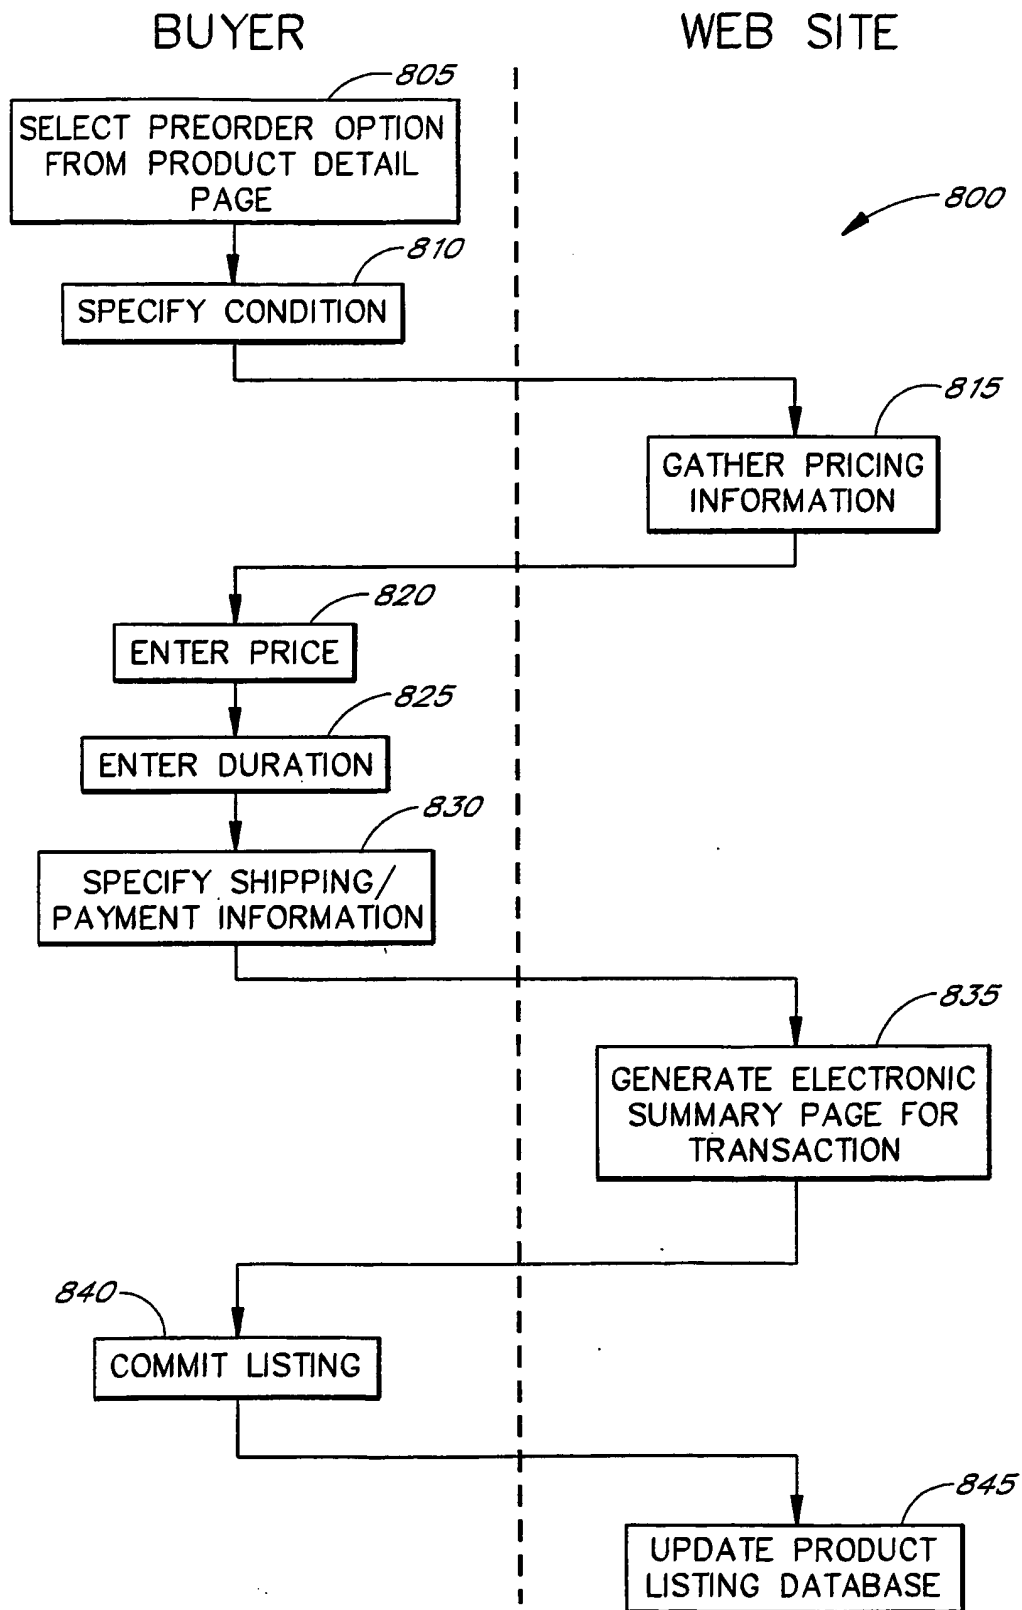 BUYER
WEB SITE
805
SELECT PREORDER OPTION
FROM PRODUCT DETAIL
PAGE
800
810
SPECIFY CONDITION
815
GATHER PRICING
INFORMATION
820
ENTER PRICE
825
ENTER DURATION
830
SPECIFY SHIPPING/
PAYMENT INFORMATION
835
GENERATE ELECTRONIC
SUMMARY PAGE FOR
TRANSACTION
840
COMMIT LISTING
845
UPDATE PRODUCT
LISTING DATABASE